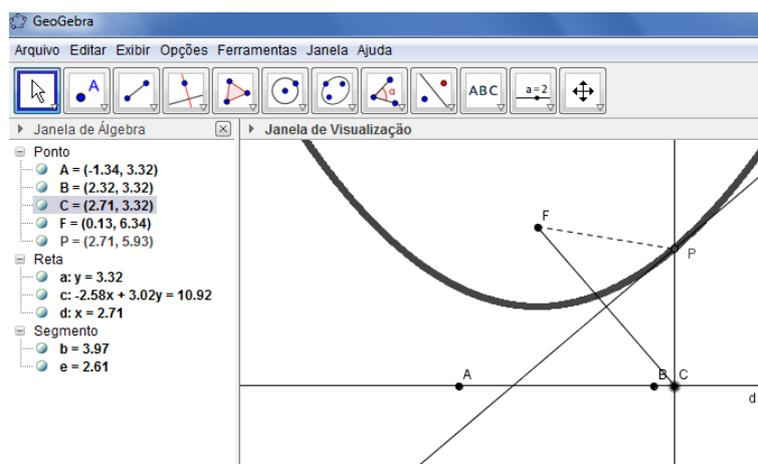 GeoGebra
Arquivo Editar Exibir Opções Ferramentas Janela Ajuda
A
α
ABC
a=2
Janela de Álgebra
Janela de Visualização
Ponto
A = (-1.34, 3.32)
B = (2.32, 3.32)
C = (2.71, 3.32)
F = (0.13, 6.34)
P = (2.71, 5.93)
Reta
a: y = 3.32
c: -2.58x + 3.02y = 10.92
d: x = 2.71
Segmento
b = 3.97
e = 2.61
F
P
A
B
C
d